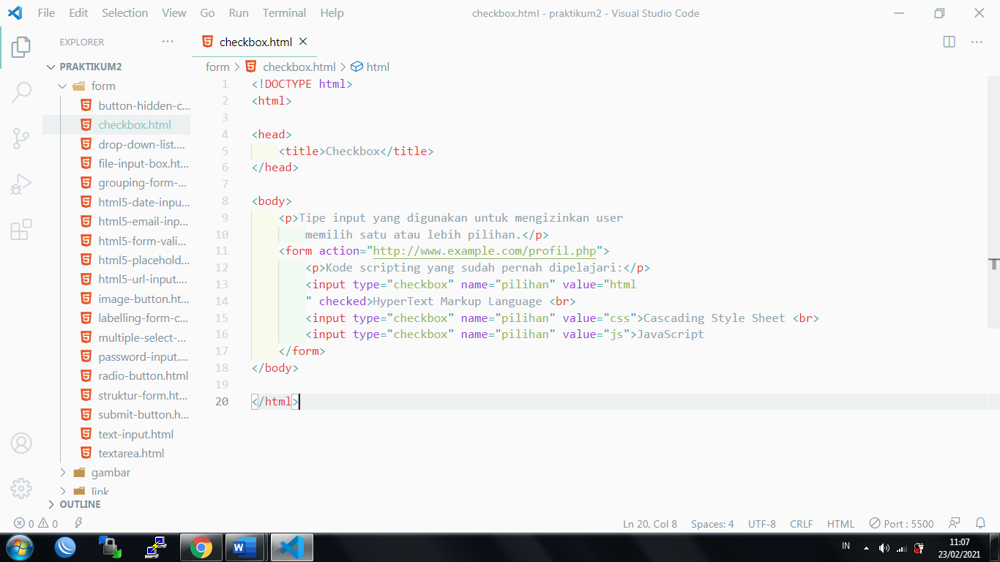 File Edit Selection View Go Run Terminal Help
checkbox.html - praktikum2 - Visual Studio Code
EXPLORER
PRAKTIKUM2
form
button-hidden-c...
checkbox.html
drop-down-list....
file-input-box.ht...
grouping-form-...
html5-date-inpu...
html5-email-inp...
html5-form-vali...
html5-placehold...
html5-url-input....
image-button.ht...
labelling-form-c...
multiple-select-...
password-input....
radio-button.html
struktur-form.ht...
submit-button.h...
text-input.html
textarea.html
gambar
link
OUTLINE
checkbox.html
form > checkbox.html > html
1 <!DOCTYPE html>
2 <html>
3
4 <head>
5 <title>Checkbox</title>
6 </head>
7
8 <body>
9 <p>Tipe input yang digunakan untuk mengizinkan user
10 memilih satu atau lebih pilihan.</p>
11 <form action="http://www.example.com/profil.php">
12 <p>Kode scripting yang sudah pernah dipelajari:</p>
13 <input type="checkbox" name="pilihan" value="html
14 " checked>HyperText Markup Language <br>
15 <input type="checkbox" name="pilihan" value="css">Cascading Style Sheet <br>
16 <input type="checkbox" name="pilihan" value="js">JavaScript
17 </form>
18 </body>
19
20 </html>
0 0
Ln 20, Col 8 Spaces: 4 UTF-8 CRLF HTML Port : 5500
IN
11:07
23/02/2021